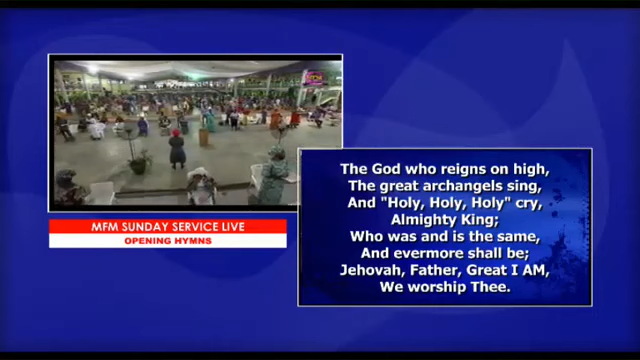 MFM SUNDAY SERVICE LIVE
OPENING HYMNS
The God who reigns on high,
The great archangels sing,
And "Holy, Holy, Holy" cry,
Almighty King;
Who was and is the same,
And evermore shall be;
Jehovah, Father, Great I AM,
We worship Thee.